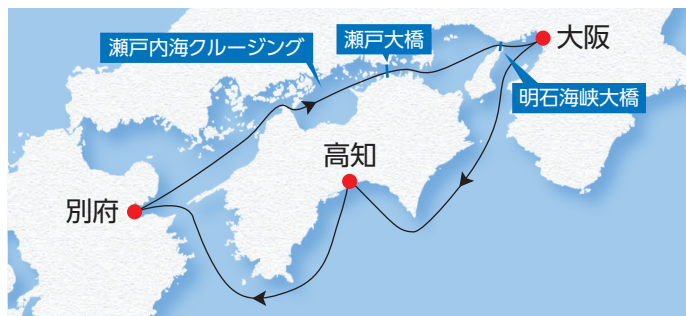 瀬戸内海クルージング
瀬戸大橋
大阪
明石海峡大橋
高知
別府